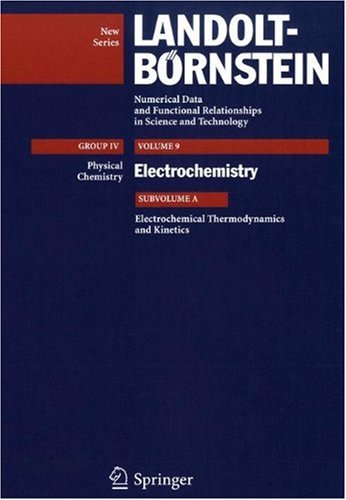 New
Series
LANDOLT-
BÖRNSTEIN
Numerical Data
and Functional Relationships
in Science and Technology
GROUP IV
VOLUME 9
Physical
Chemistry
Electrochemistry
SUBVOLUME A
Electrochemical Thermodynamics
and Kinetics
Springer